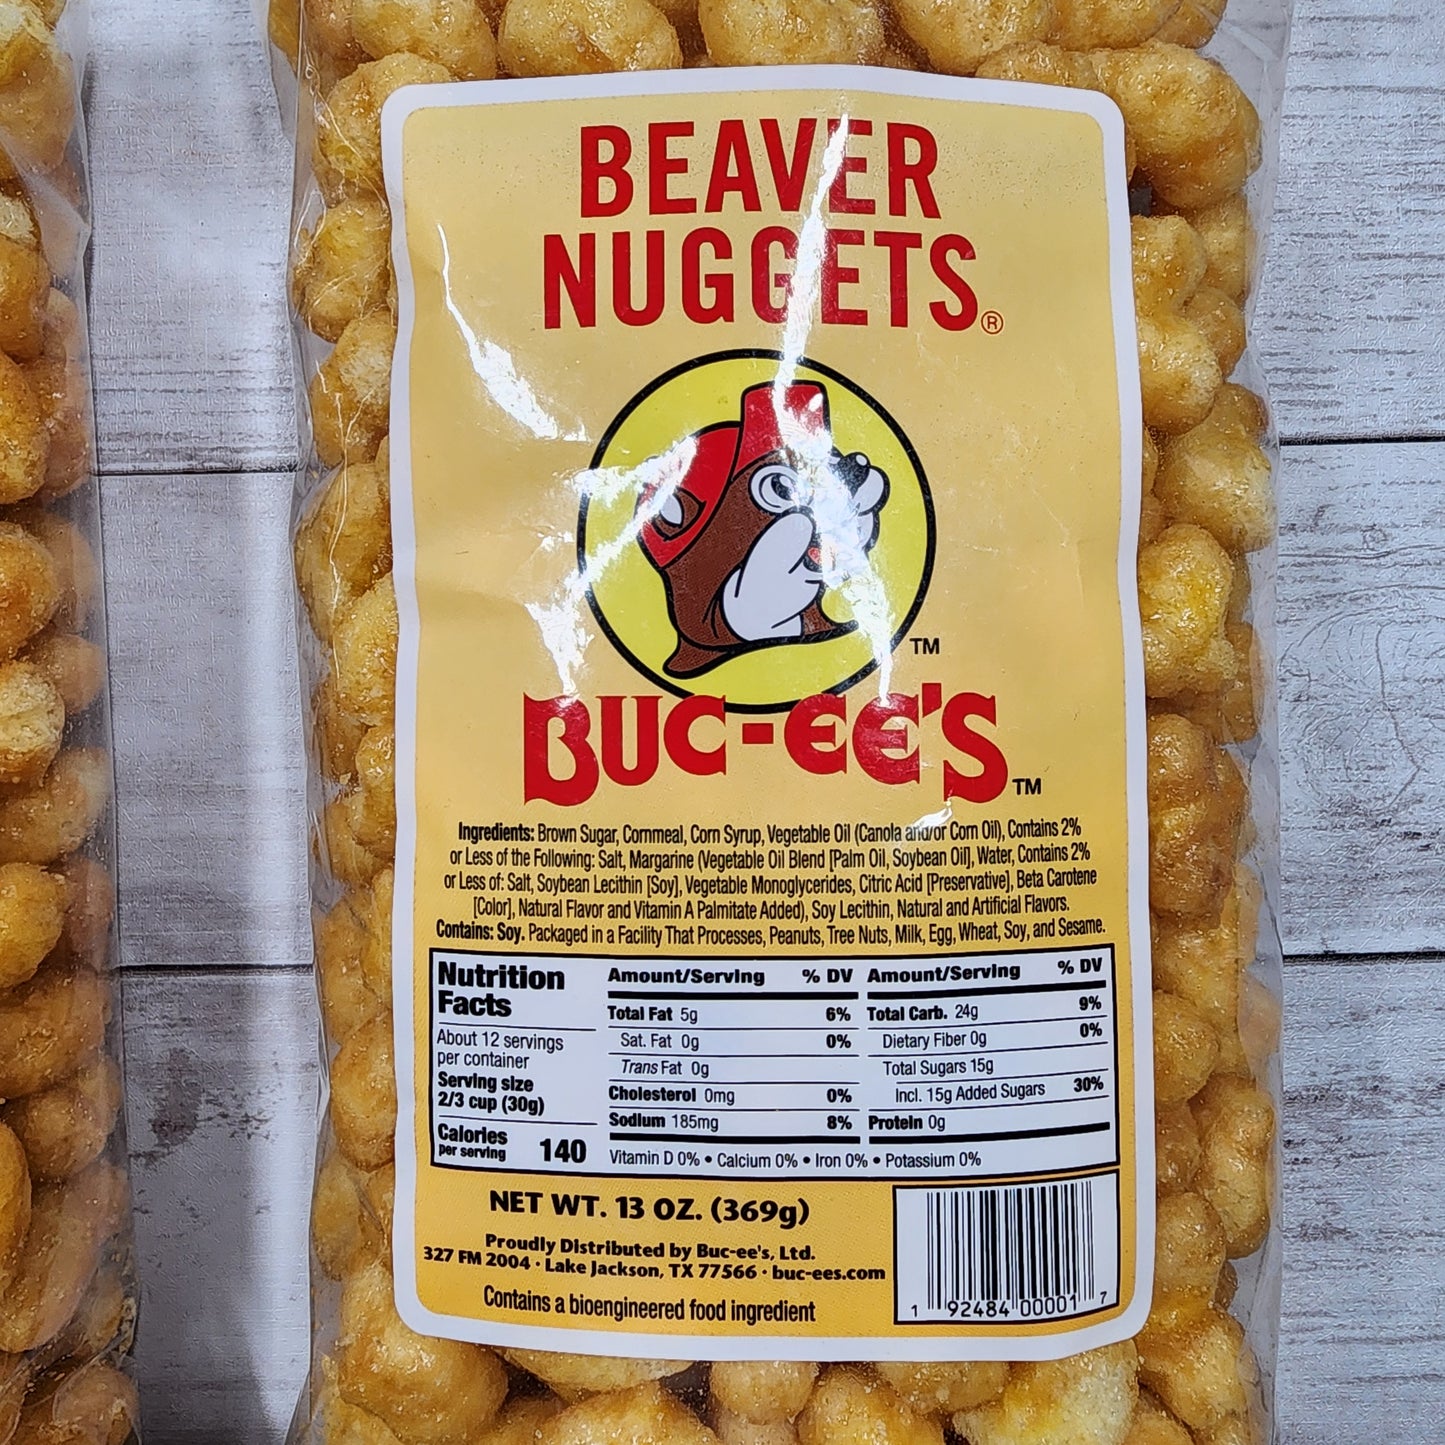 BEAVER
NUGGETS®
TM
BUC-EE'S TM
Ingredients: Brown Sugar, Cornmeal, Corn Syrup, Vegetable Oil (Canola and/or Corn Oil), Contains 2%
or Less of the Following: Salt, Margarine (Vegetable Oil Blend [Palm Oil, Soybean Oil], Water, Contains 2%
or Less of: Salt, Soybean Lecithin [Soy], Vegetable Monoglycerides, Citric Acid [Preservative], Beta Carotene
[Color], Natural Flavor and Vitamin A Palmitate Added), Soy Lecithin, Natural and Artificial Flavors.
Contains: Soy. Packaged in a Facility That Processes, Peanuts, Tree Nuts, Milk, Egg, Wheat, Soy, and Sesame.
Nutrition
Facts
About 12 servings
per container
Serving size
2/3 cup (30g)
Calories
per serving 140
Amount/Serving % DV
Total Fat 5g 6%
Sat. Fat 0g 0%
Trans Fat 0g
Cholesterol 0mg 0%
Sodium 185mg 8%
Amount/Serving % DV
Total Carb. 24g 9%
Dietary Fiber 0g 0%
Total Sugars 15g
Incl. 15g Added Sugars 30%
Protein 0g
Vitamin D 0% • Calcium 0% • Iron 0% • Potassium 0%
NET WT. 13 OZ. (369g)
Proudly Distributed by Buc-ee's, Ltd.
327 FM 2004 · Lake Jackson, TX 77566 · buc-ees.com
Contains a bioengineered food ingredient
1 92484 00001 7